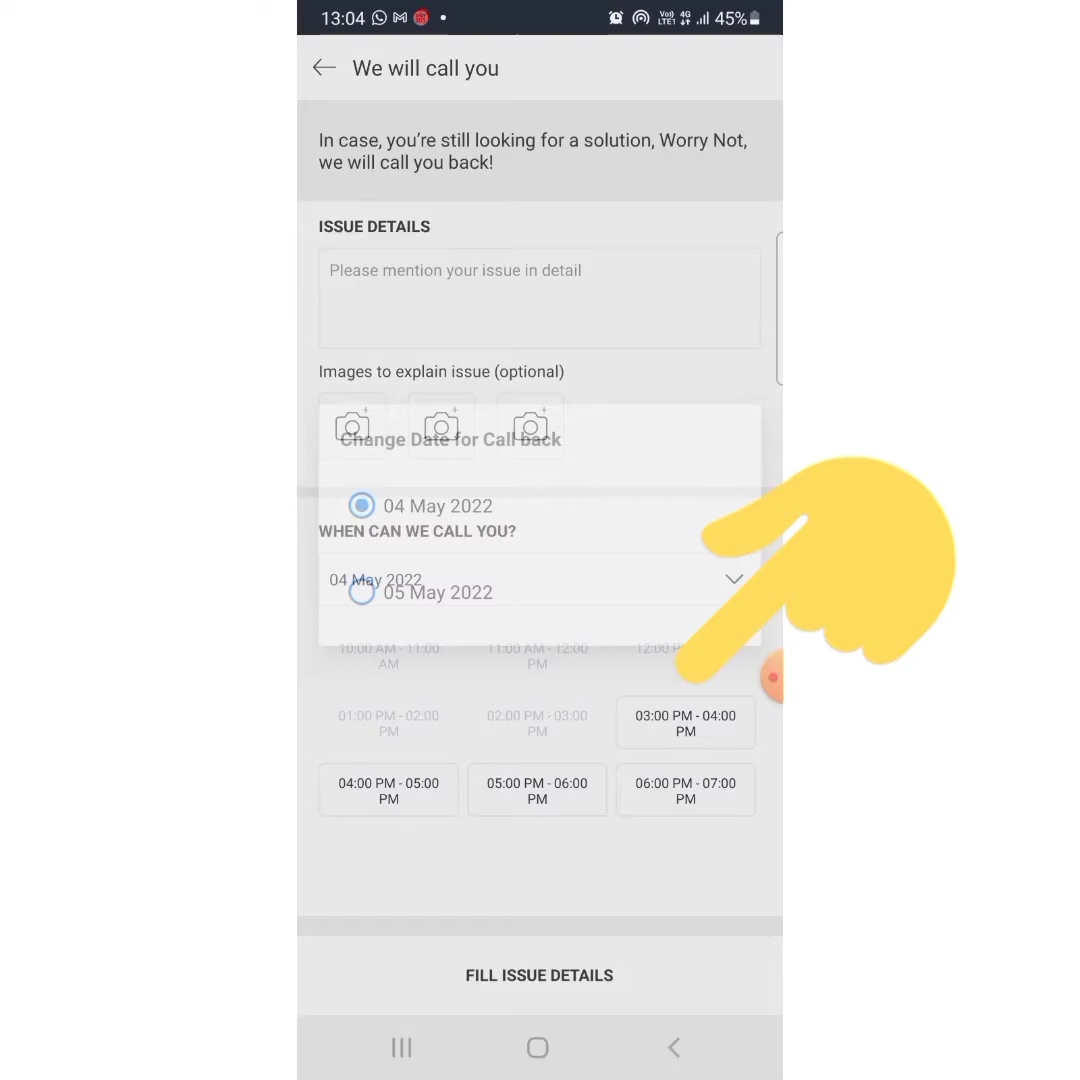 13:04
VoI) 4G
LTE1 45%
We will call you
In case, you're still looking for a solution, Worry Not,
we will call you back!
ISSUE DETAILS
Please mention your issue in detail
Images to explain issue (optional)
Change Date for Call back
04 May 2022
WHEN CAN WE CALL YOU?
04 May 2022
05 May 2022
10:00 AM - 11:00
AM
11:00 AM - 12:00
PM
12:00 P
01:00 PM - 02:00
PM
02:00 PM - 03:00
PM
03:00 PM - 04:00
PM
04:00 PM - 05:00
PM
05:00 PM - 06:00
PM
06:00 PM - 07:00
PM
FILL ISSUE DETAILS